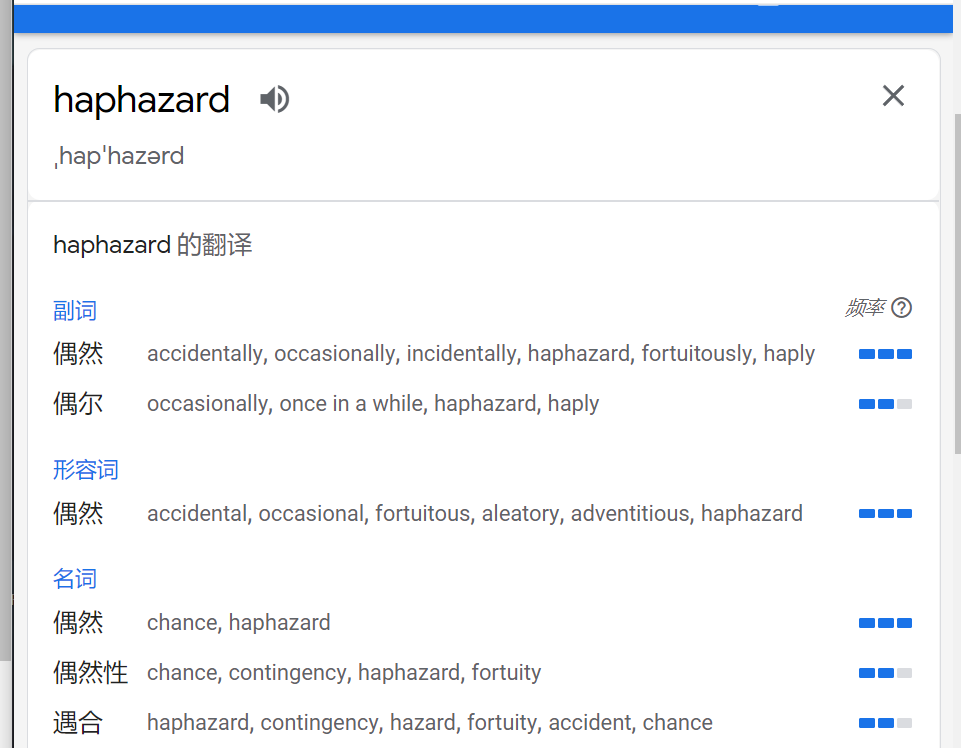 haphazard
ˌhapˈhazərd
haphazard 的翻译
副词 频率
偶然 accidentally, occasionally, incidentally, haphazard, fortuitously, haply
偶尔 occasionally, once in a while, haphazard, haply
形容词
偶然 accidental, occasional, fortuitous, aleatory, adventitious, haphazard
名词
偶然 chance, haphazard
偶然性 chance, contingency, haphazard, fortuity
遇合 haphazard, contingency, hazard, fortuity, accident, chance